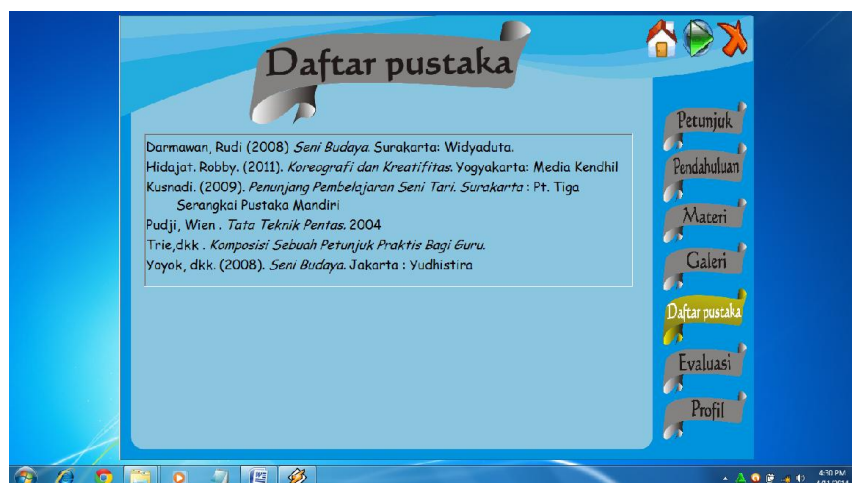 Daftar pustaka
Darmawan, Rudi (2008) Seni Budaya. Surakarta: Widyaduta.
Hidajat. Robby. (2011). Koreografi dan Kreatifitas. Yogyakarta: Media Kendhil
Kusnadi. (2009). Penunjang Pembelajaran Seni Tari. Surakarta : Pt. Tiga
Serangkai Pustaka Mandiri
Pudji, Wien . Tata Teknik Pentas. 2004
Trie,dkk . Komposisi Sebuah Petunjuk Praktis Bagi Guru.
Yoyok, dkk. (2008). Seni Budaya. Jakarta : Yudhistira
Petunjuk
Pendahuluan
Materi
Galeri
Daftar pustaka
Evaluasi
Profil
4:30 PM